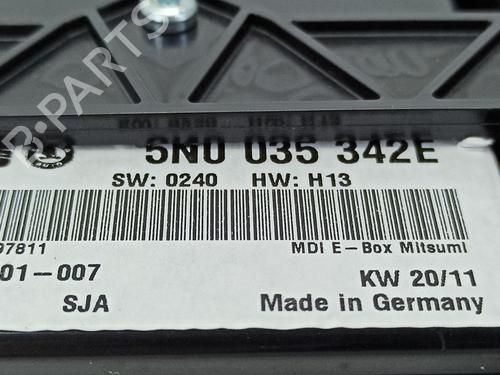 B-PARTS
5N0 035 342E
SW: 0240 HW: H13
97811
MDI E-Box Mitsumi
01-007
KW 20/11
SJA
Made in Germany